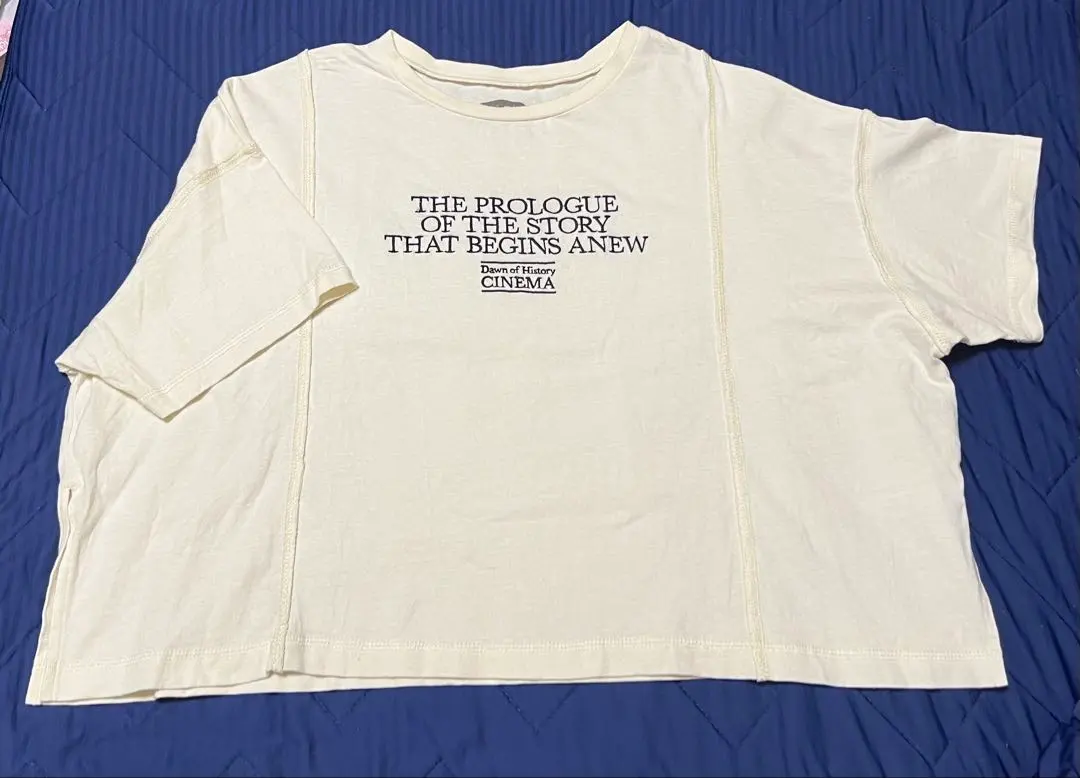 THE PROLOGUE
OF THE STORY
THAT BEGINS ANEW
Dawn of History
CINEMA